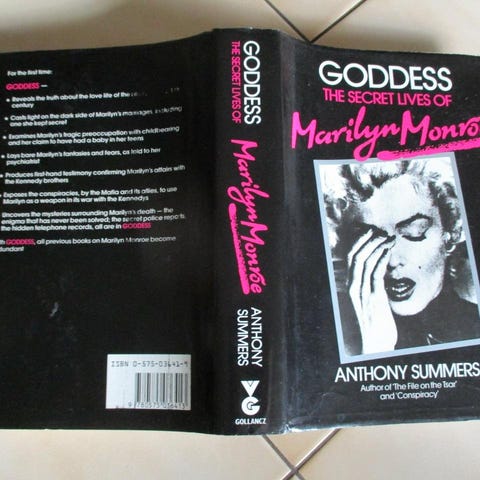 For the first time:
GODDESS —
• Reveals the truth about the love life of the century
• Casts light on the dark side of Marilyn's marriages, including
one she kept secret
• Examines Marilyn's tragic preoccupation with childbearing
and her claim to have had a baby in her teens
• Lays bare Marilyn's fantasies and fears, as told to her
psychiatrist
• Produces first-hand testimony confirming Marilyn's affairs with
the Kennedy brothers
Exposes the conspiracies, by the Mafia and its allies, to use
Marilyn as a weapon in its war with the Kennedys
Uncovers the mysteries surrounding Marilyn's death — the
enigma that has never been solved; the secret police reports,
the hidden telephone records, all are in GODDESS
th GODDESS, all previous books on Marilyn Monroe become
dundant
ISBN 0-575-03641-9
9 780575 036413
GODDESS
THE SECRET LIVES OF
Marilyn Monroe
ANTHONY
SUMMERS
VG
GOLLANCZ
GODDESS
THE SECRET LIVES OF
Marilyn Monroe
ANTHONY SUMMERS
Author of 'The File on the Tsar'
and 'Conspiracy'